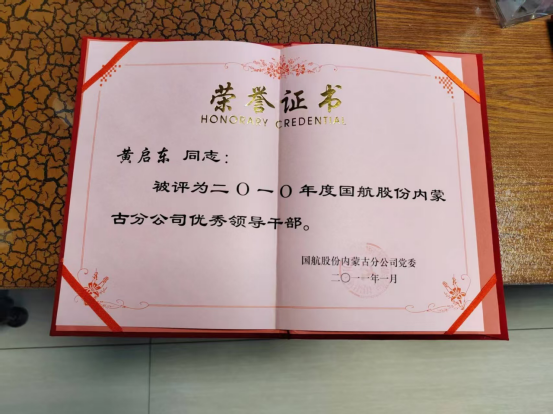 荣誉证书
HONORARY CREDENTIAL
黄启东 同志：
被评为二〇一〇年度国航股份内蒙
古分公司优秀领导干部。
国航股份内蒙古分公司党委
二〇一一年一月